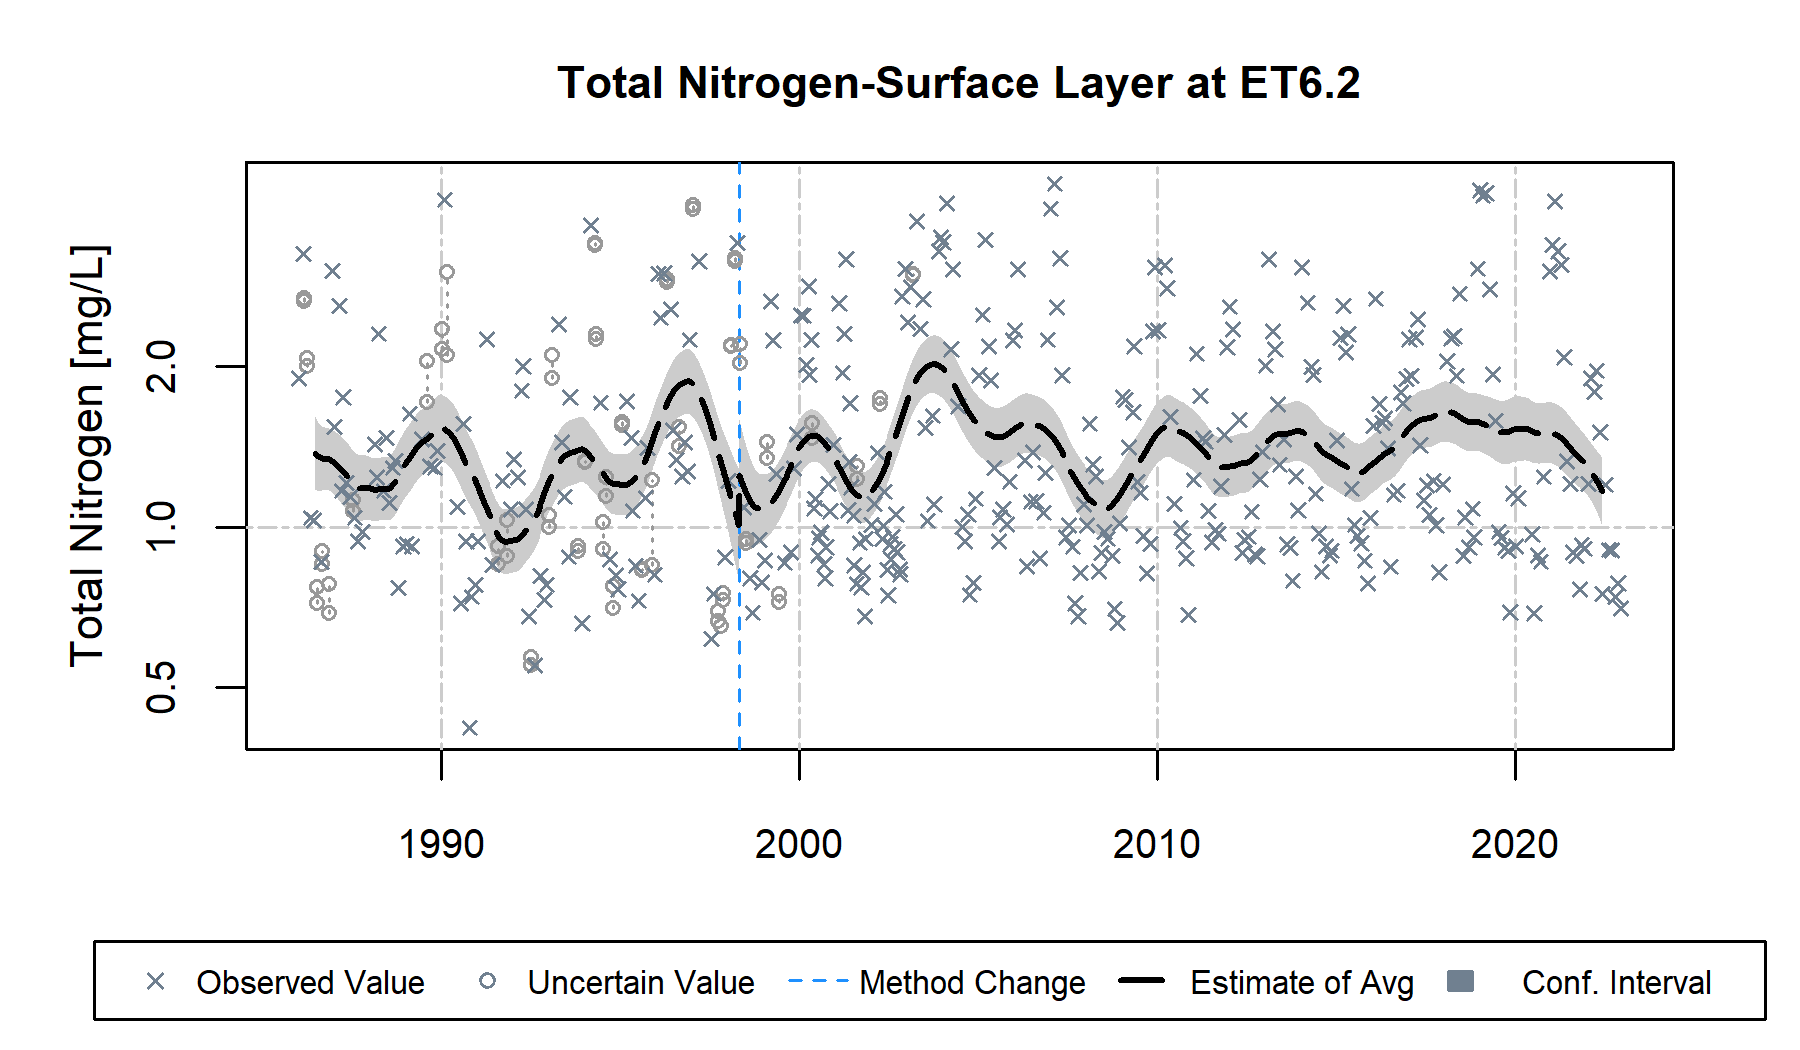 Total Nitrogen-Surface Layer at ET6.2
Total Nitrogen [mg/L]
2.0
1.0
0.5
1990 2000 2010 2020
Observed Value Uncertain Value Method Change Estimate of Avg Conf. Interval